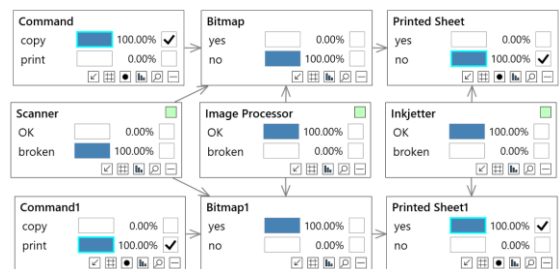 Command
copy 100.00%
print 0.00%
Bitmap
yes 0.00%
no 100.00%
Printed Sheet
yes 0.00%
no 100.00%
Scanner
OK 0.00%
broken 100.00%
Image Processor
OK 100.00%
broken 0.00%
Inkjetter
OK 100.00%
broken 0.00%
Command1
copy 0.00%
print 100.00%
Bitmap1
yes 100.00%
no 0.00%
Printed Sheet1
yes 100.00%
no 0.00%